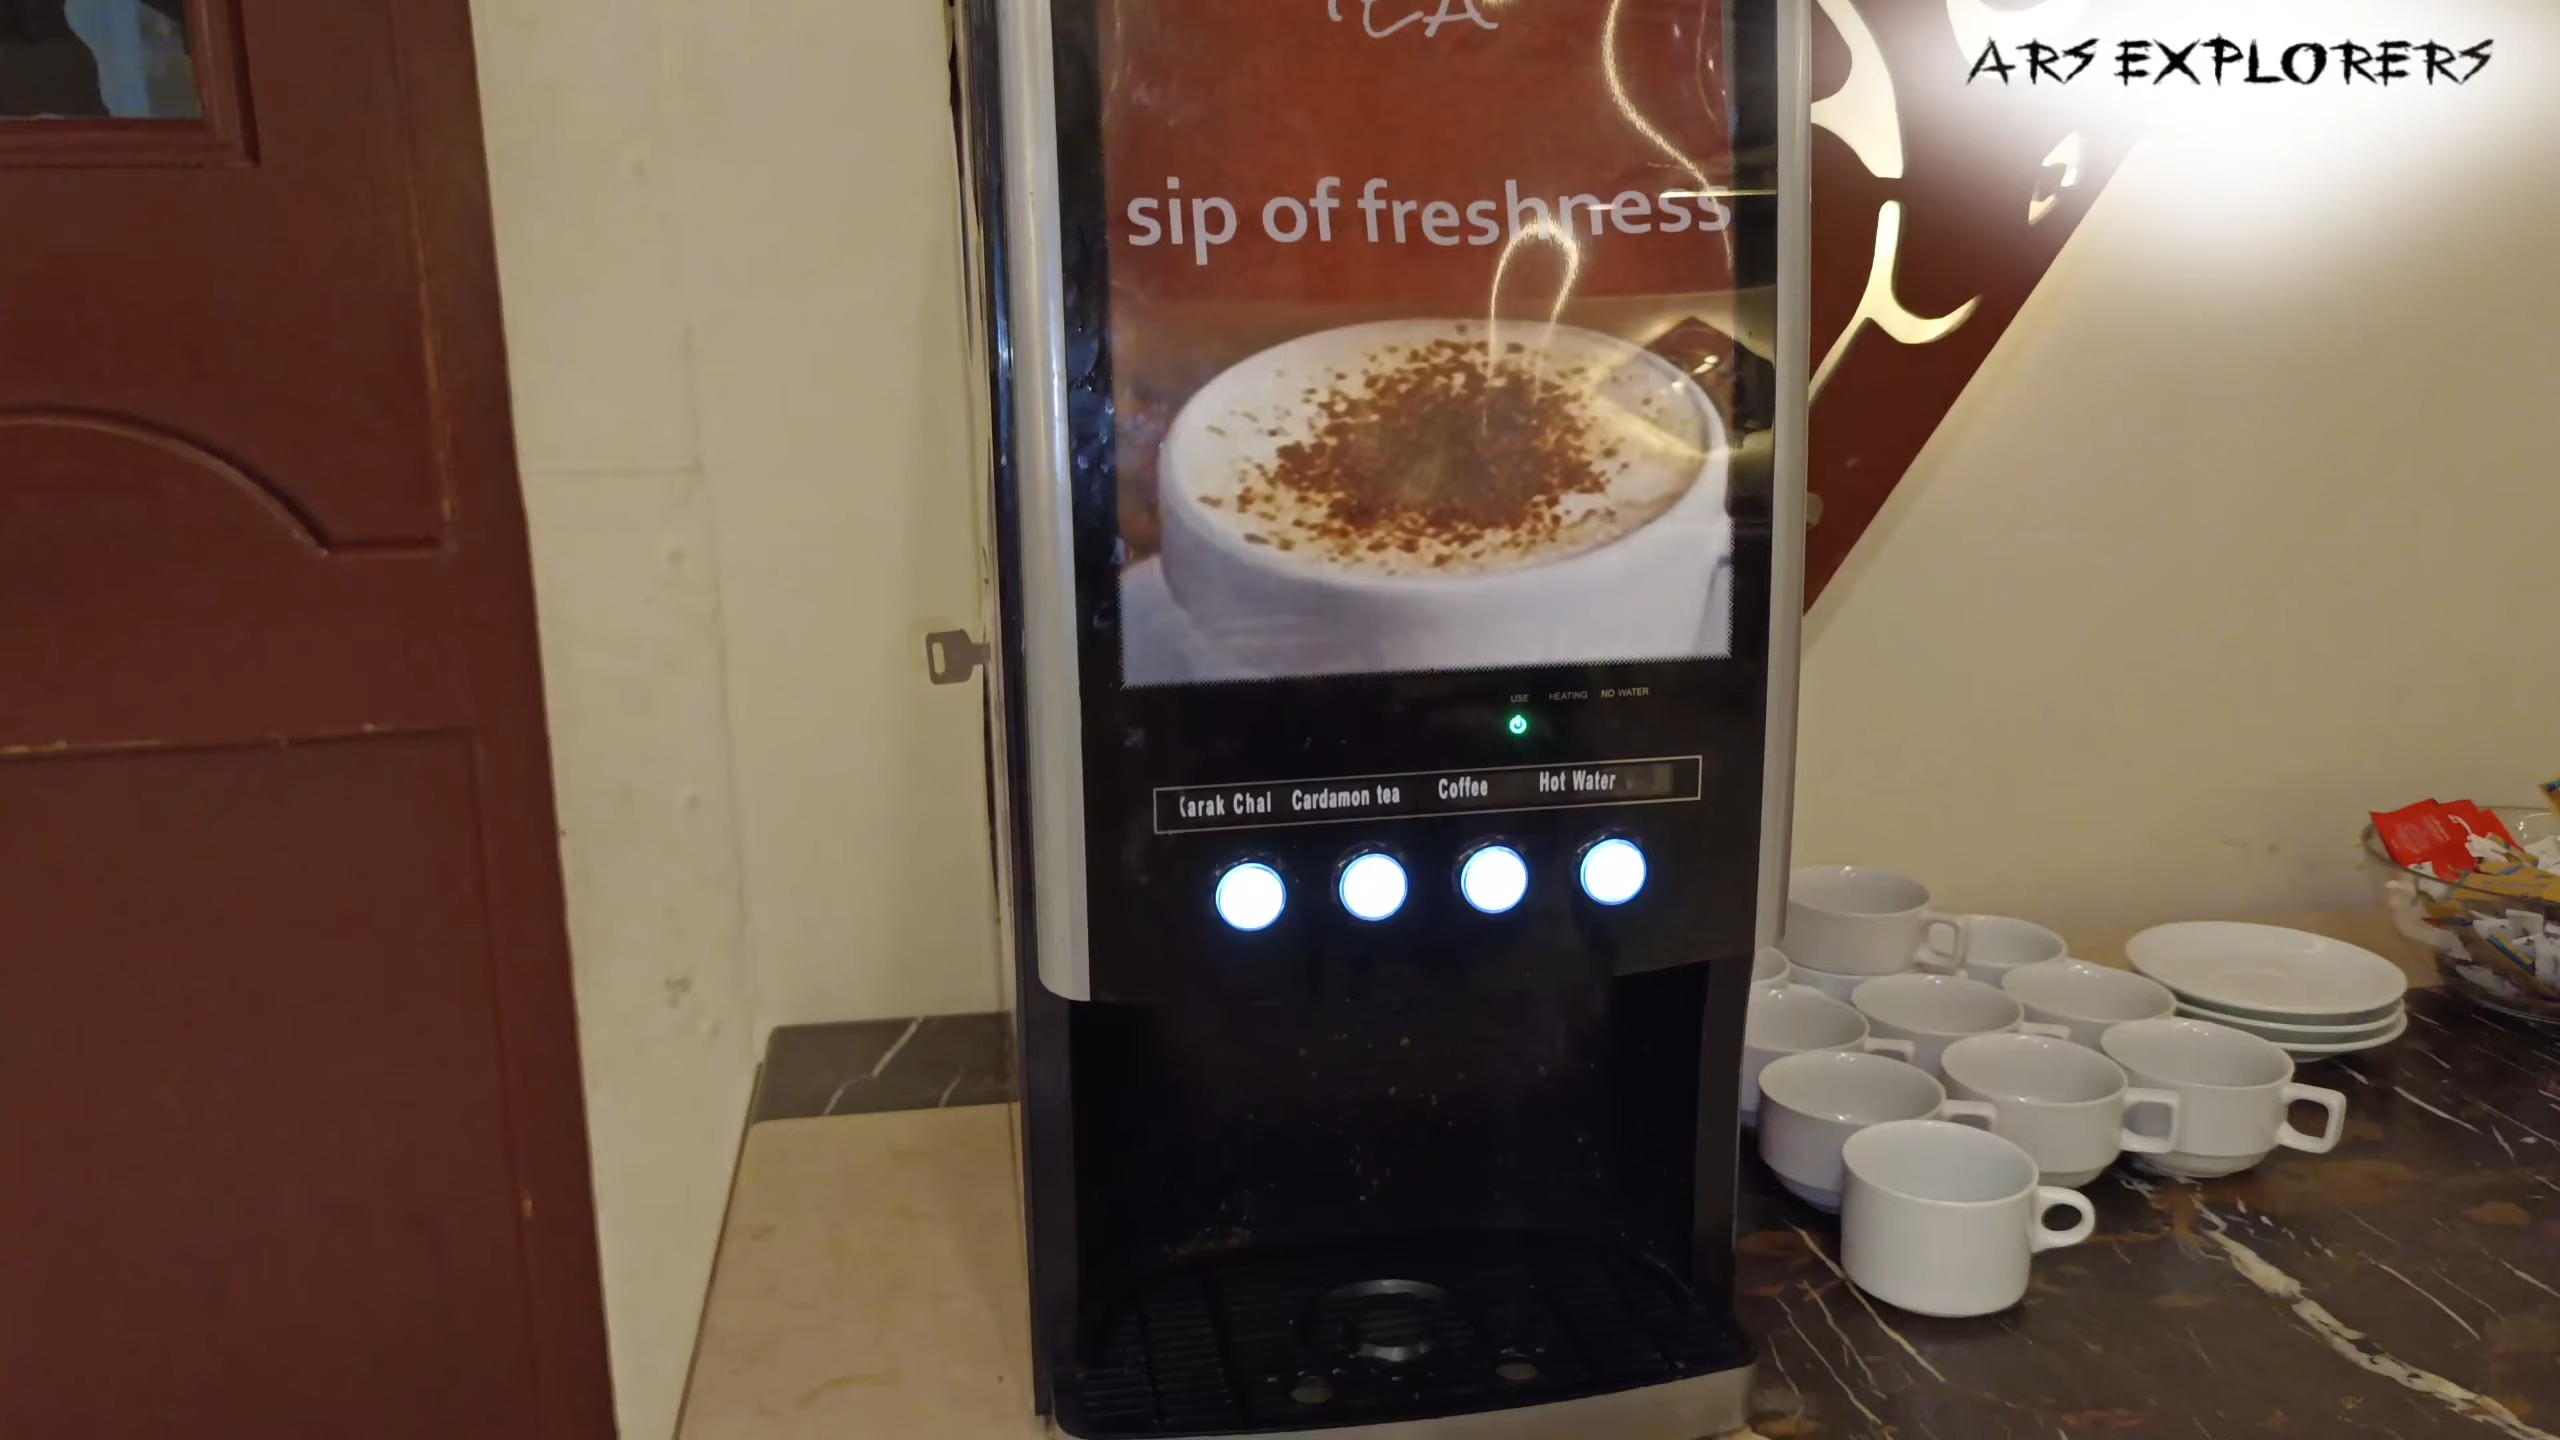 ARS EXPLORERS
sip of freshness
USE HEATING NO WATER
Karak Chai Cardamon tea Coffee Hot Water